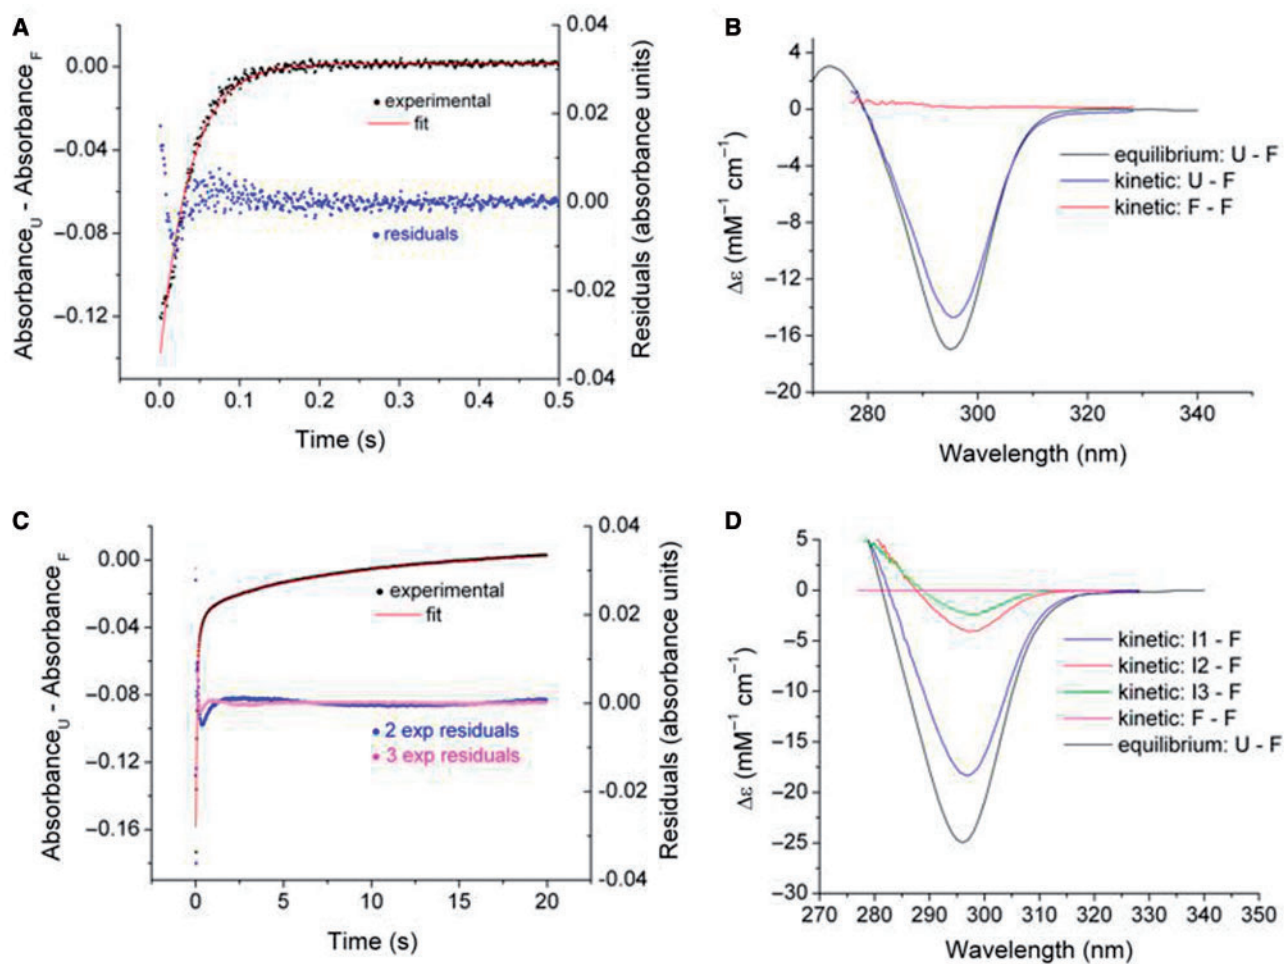 A
0.00
−0.04
−0.08
−0.12
Absorbance_U - Absorbance_F
experimental
fit
residuals
0.04
0.02
0.00
-0.02
-0.04
Residuals (absorbance units)
0.0 0.1 0.2 0.3 0.4 0.5
Time (s)
B
4
0
−4
−8
−12
−16
−20
Δε (mM⁻¹ cm⁻¹)
equilibrium: U - F
kinetic: U - F
kinetic: F - F
280 300 320 340
Wavelength (nm)
C
0.00
−0.04
−0.08
−0.12
−0.16
Absorbance_U - Absorbance_F
experimental
fit
2 exp residuals
3 exp residuals
0.04
0.02
0.00
-0.02
-0.04
Residuals (absorbance units)
0 5 10 15 20
Time (s)
D
5
0
−5
−10
−15
−20
−25
−30
Δε (mM⁻¹ cm⁻¹)
kinetic: I1 - F
kinetic: I2 - F
kinetic: I3 - F
kinetic: F - F
equilibrium: U - F
270 280 290 300 310 320 330 340 350
Wavelength (nm)